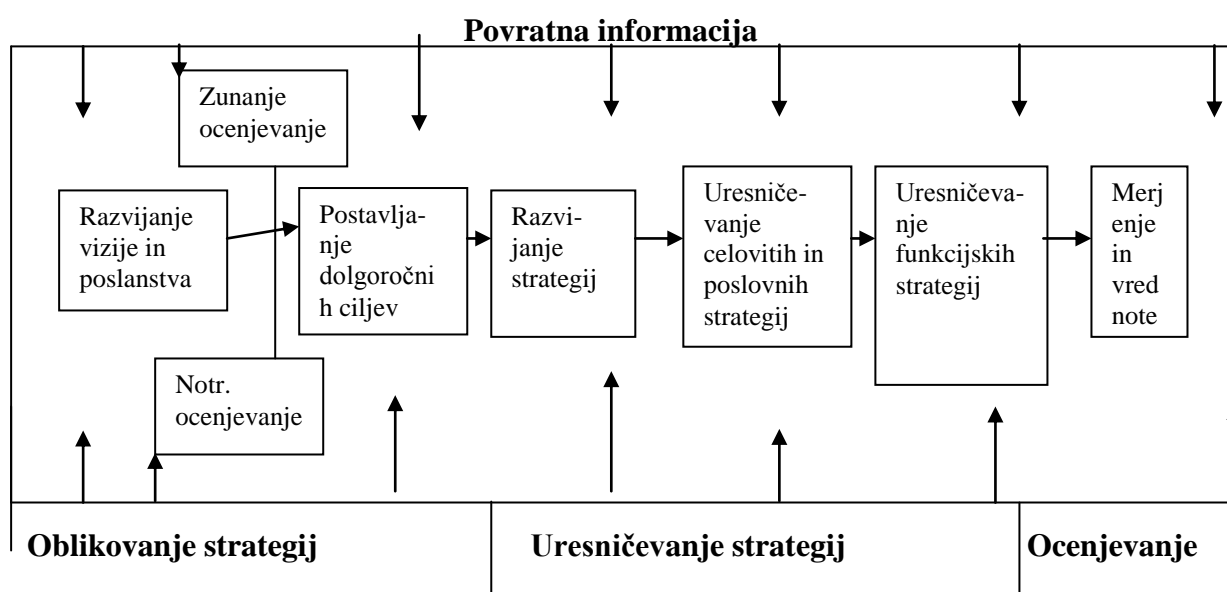 Povratna informacija
Zunanje
ocenjevanje
Razvijanje
vizije in
poslanstva
Postavlja-
nje
dolgoročni
h ciljev
Razvi-
janje
strategij
Uresniče-
vanje
celovitih in
poslovnih
strategij
Uresničeva-
nje
funkcijskih
strategij
Merj
enje
in
vred
note
Notr.
ocenjevanje
Oblikovanje strategij
Uresničevanje strategij
Ocenjevanje